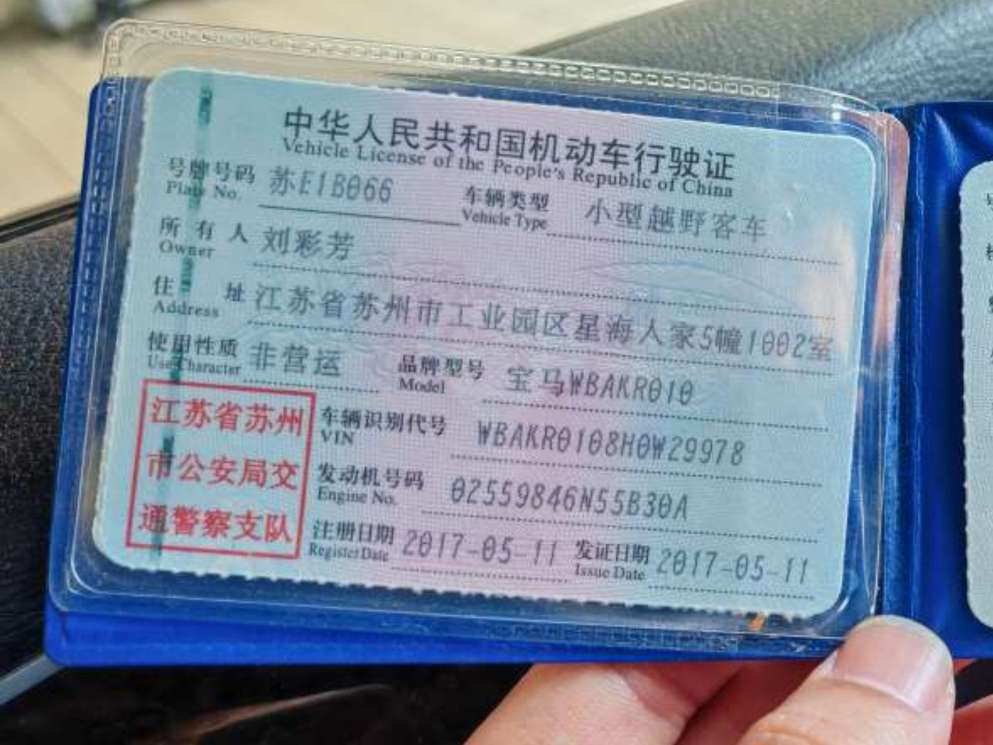 中华人民共和国机动车行驶证
Vehicle License of the People's Republic of China
号牌号码 苏E1B066 车辆类型 小型越野客车
Plate No. Vehicle Type
所有人 刘彩芳
Owner
住址 江苏省苏州市工业园区星海人家5幢1002室
Address
使用性质 非营运 品牌型号 宝马WBAKR010
Use Character Model
江苏省苏州
市公安局交
通警察支队
车辆识别代号 WBAKR0108H0W29978
VIN
发动机号码 02559846N55B30A
Engine No.
注册日期 2017-05-11 发证日期 2017-05-11
Register Date Issue Date